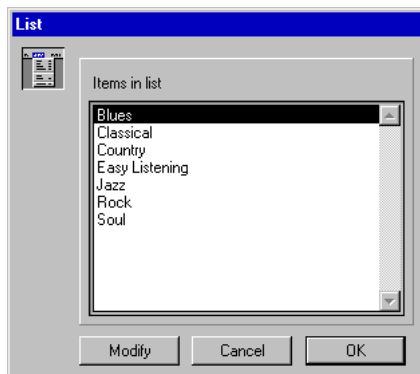 List
Items in list
Blues
Classical
Country
Easy Listening
Jazz
Rock
Soul
Modify
Cancel
OK